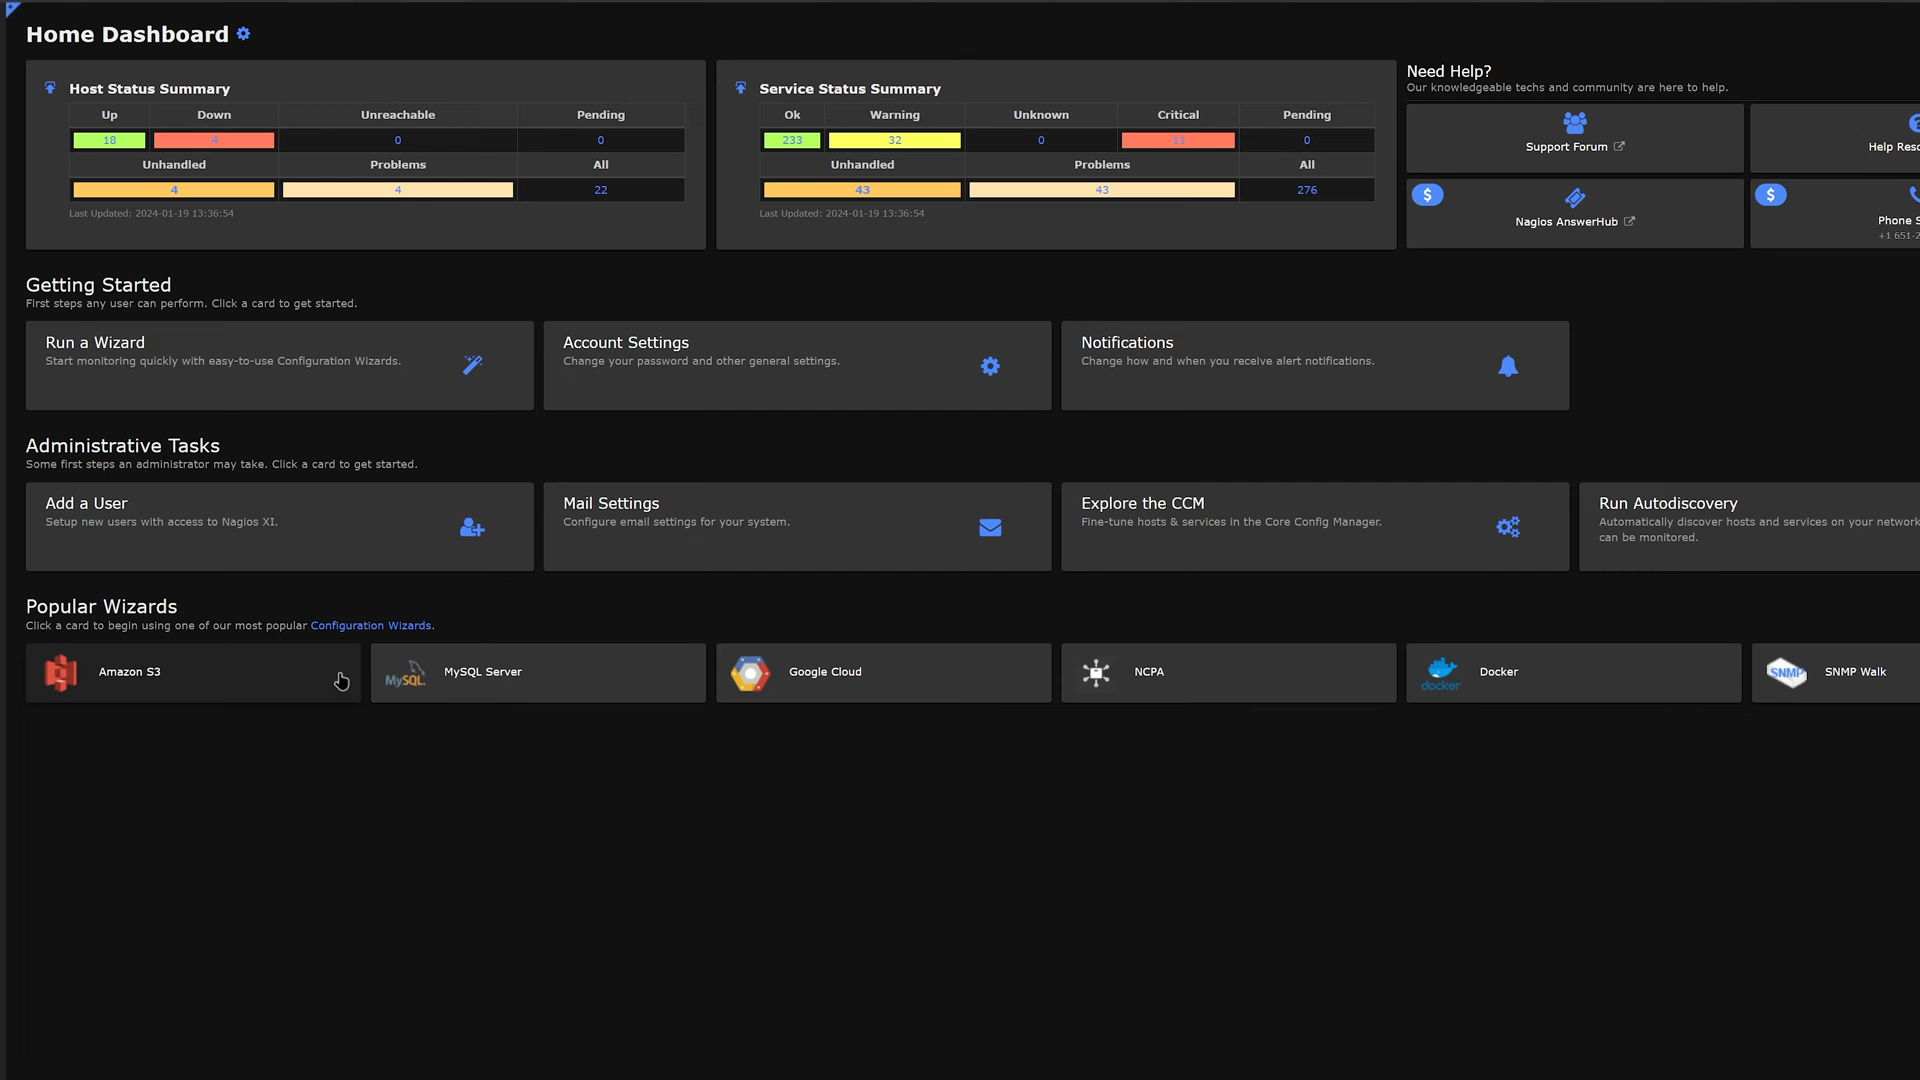 Home Dashboard
Host Status Summary
Up Down Unreachable Pending
18 4 0 0
Unhandled Problems All
4 4 22
Last Updated: 2024-01-19 13:36:54
Service Status Summary
Ok Warning Unknown Critical Pending
233 32 0 11 0
Unhandled Problems All
43 43 276
Last Updated: 2024-01-19 13:36:54
Need Help?
Our knowledgeable techs and community are here to help.
Support Forum
Help Reso
$
Nagios AnswerHub
$
Phone S
+1 651-2
Getting Started
First steps any user can perform. Click a card to get started.
Run a Wizard
Start monitoring quickly with easy-to-use Configuration Wizards.
Account Settings
Change your password and other general settings.
Notifications
Change how and when you receive alert notifications.
Administrative Tasks
Some first steps an administrator may take. Click a card to get started.
Add a User
Setup new users with access to Nagios XI.
Mail Settings
Configure email settings for your system.
Explore the CCM
Fine-tune hosts & services in the Core Config Manager.
Run Autodiscovery
Automatically discover hosts and services on your network
can be monitored.
Popular Wizards
Click a card to begin using one of our most popular Configuration Wizards.
Amazon S3
MySQL
MySQL Server
Google Cloud
NCPA
docker
Docker
SNMP
SNMP Walk